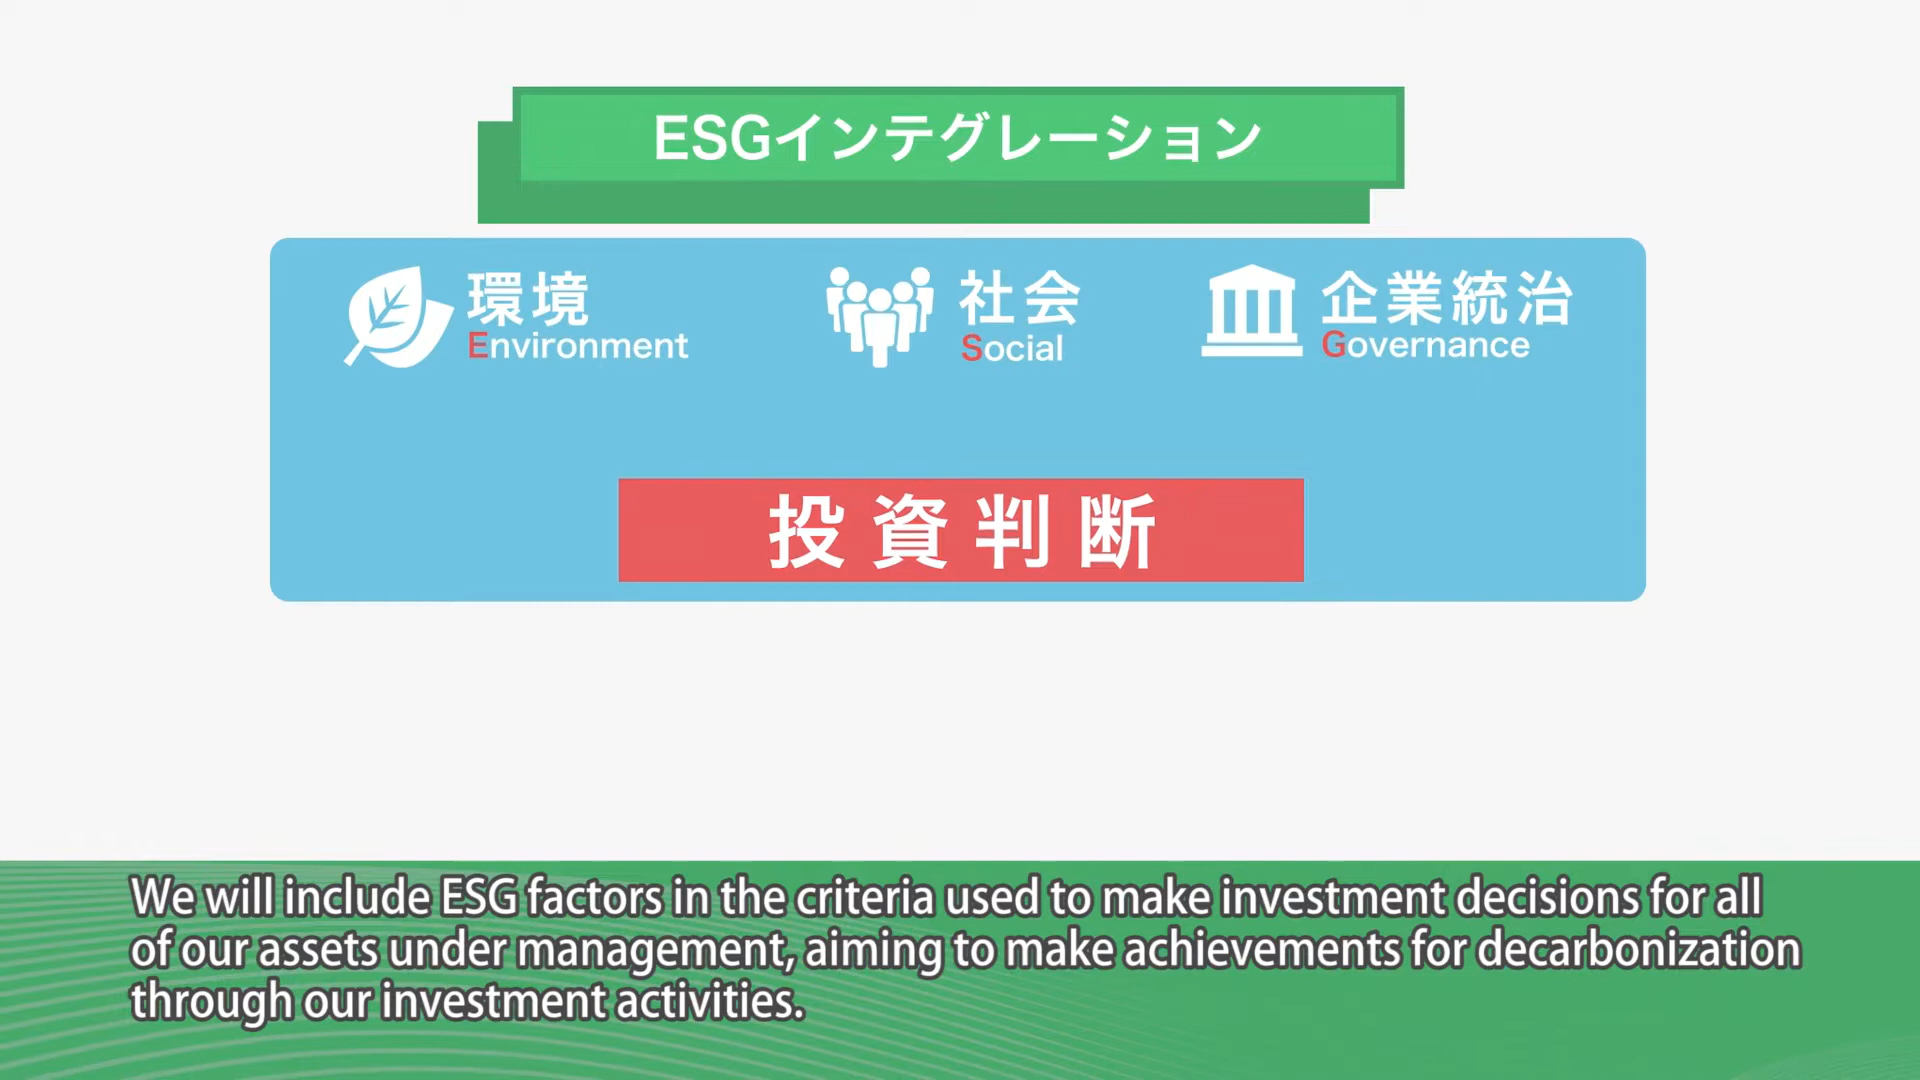 ESGインテグレーション
環境
Environment
社会
Social
企業統治
Governance
投資判断
We will include ESG factors in the criteria used to make investment decisions for all
of our assets under management, aiming to make achievements for decarbonization
through our investment activities.